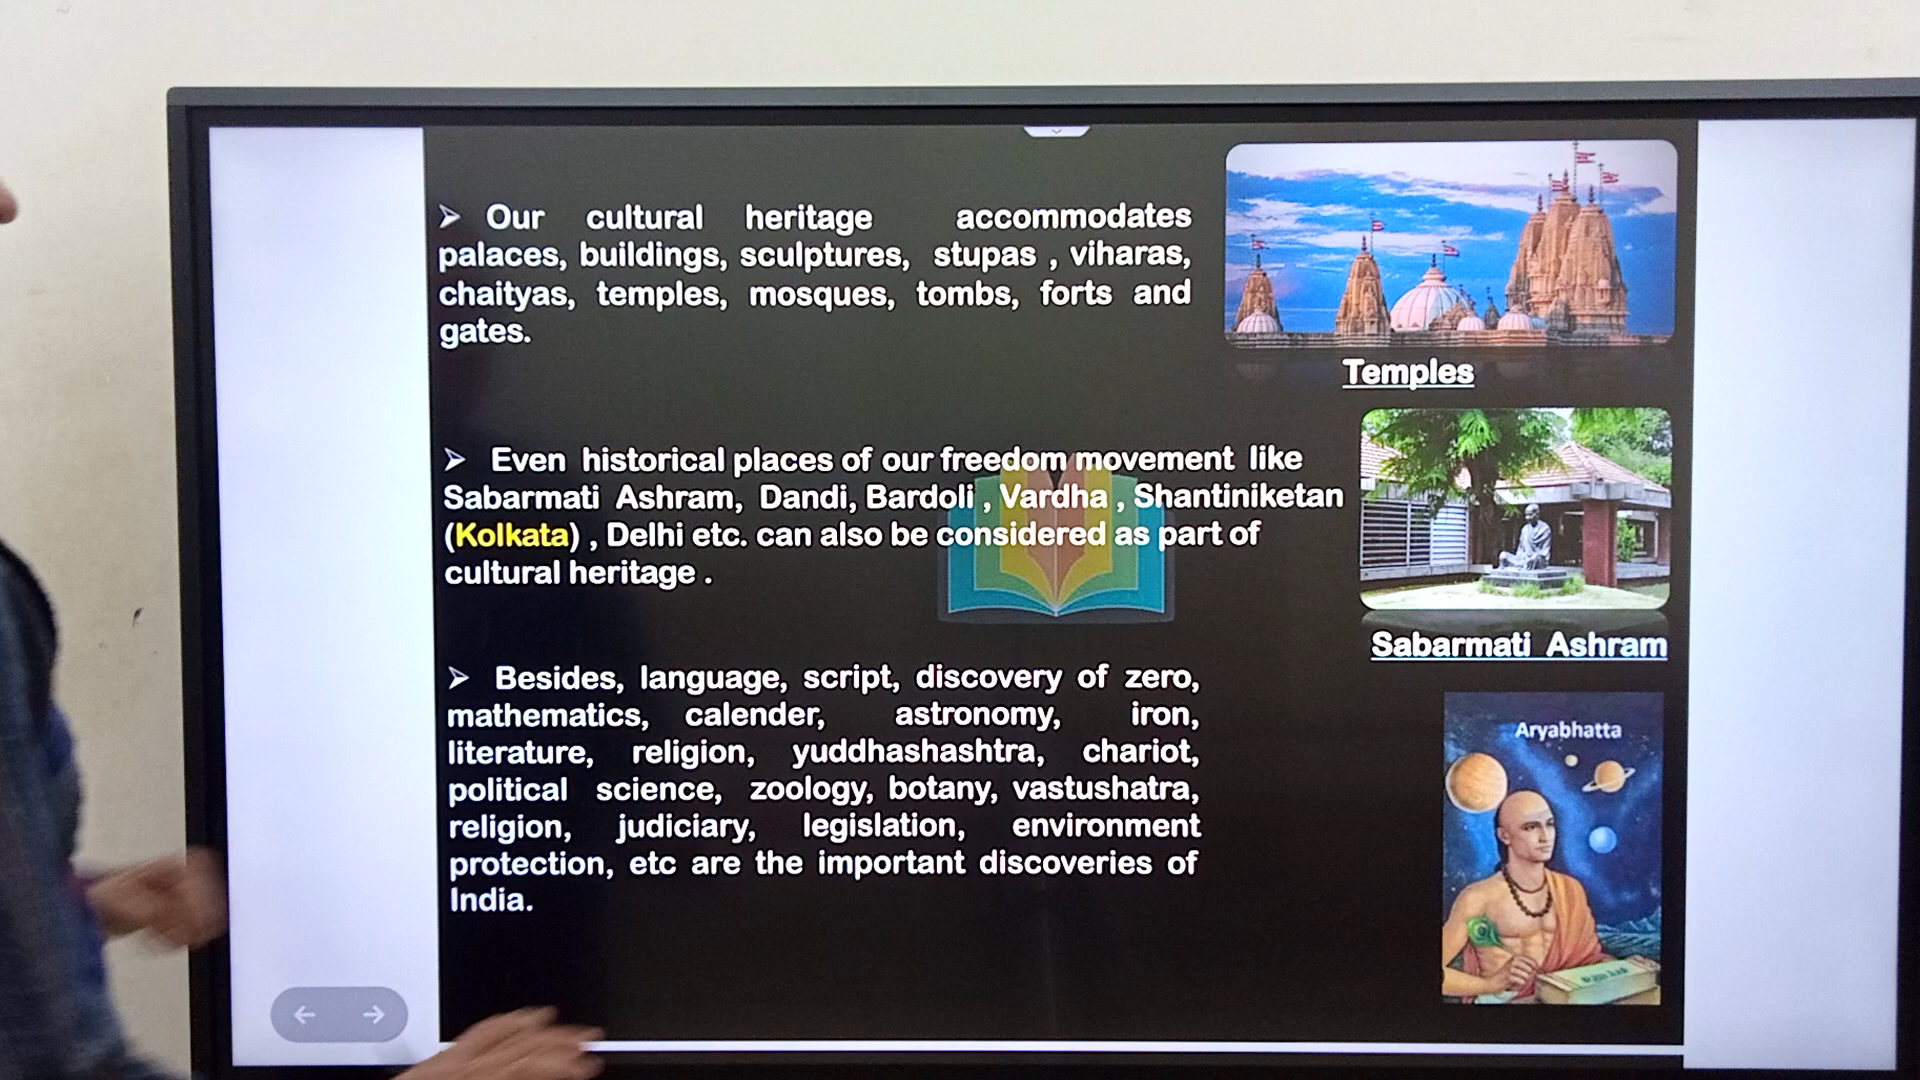 ➢ Our cultural heritage accommodates
palaces, buildings, sculptures, stupas , viharas,
chaityas, temples, mosques, tombs, forts and
gates.
Temples
➢ Even historical places of our freedom movement like
Sabarmati Ashram, Dandi, Bardoli , Vardha , Shantiniketan
(Kolkata) , Delhi etc. can also be considered as part of
cultural heritage .
Sabarmati Ashram
➢ Besides, language, script, discovery of zero,
mathematics, calender, astronomy, iron,
literature, religion, yuddhashashtra, chariot,
political science, zoology, botany, vastushatra,
religion, judiciary, legislation, environment
protection, etc are the important discoveries of
India.
Aryabhatta